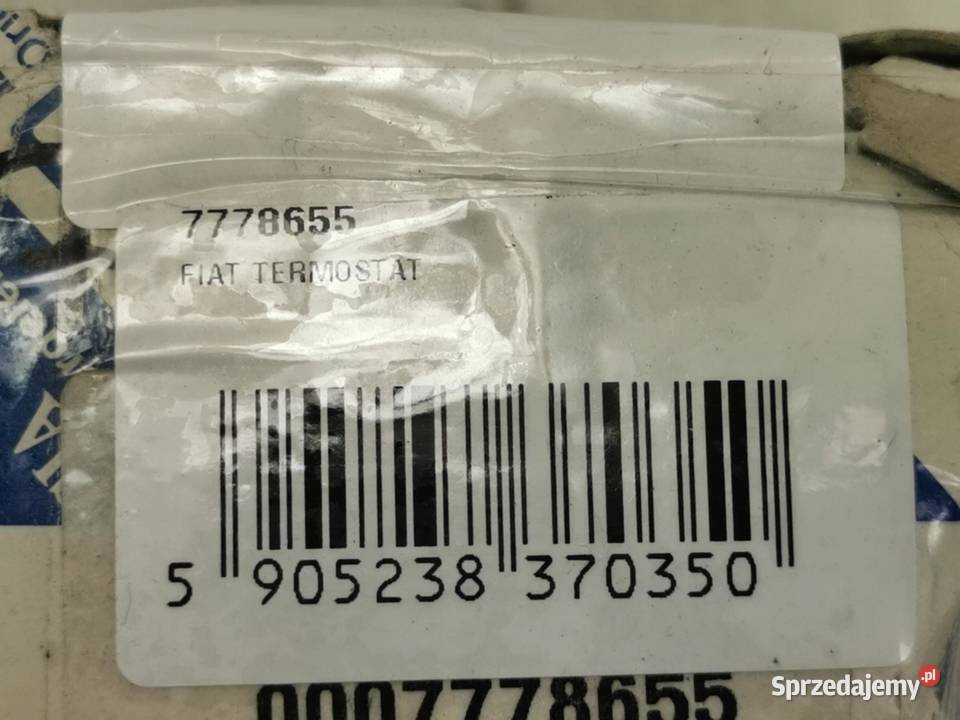 7778655
FIAT TERMOSTAT
5 905238 370350
0007778655
Sprzedajemy.pl